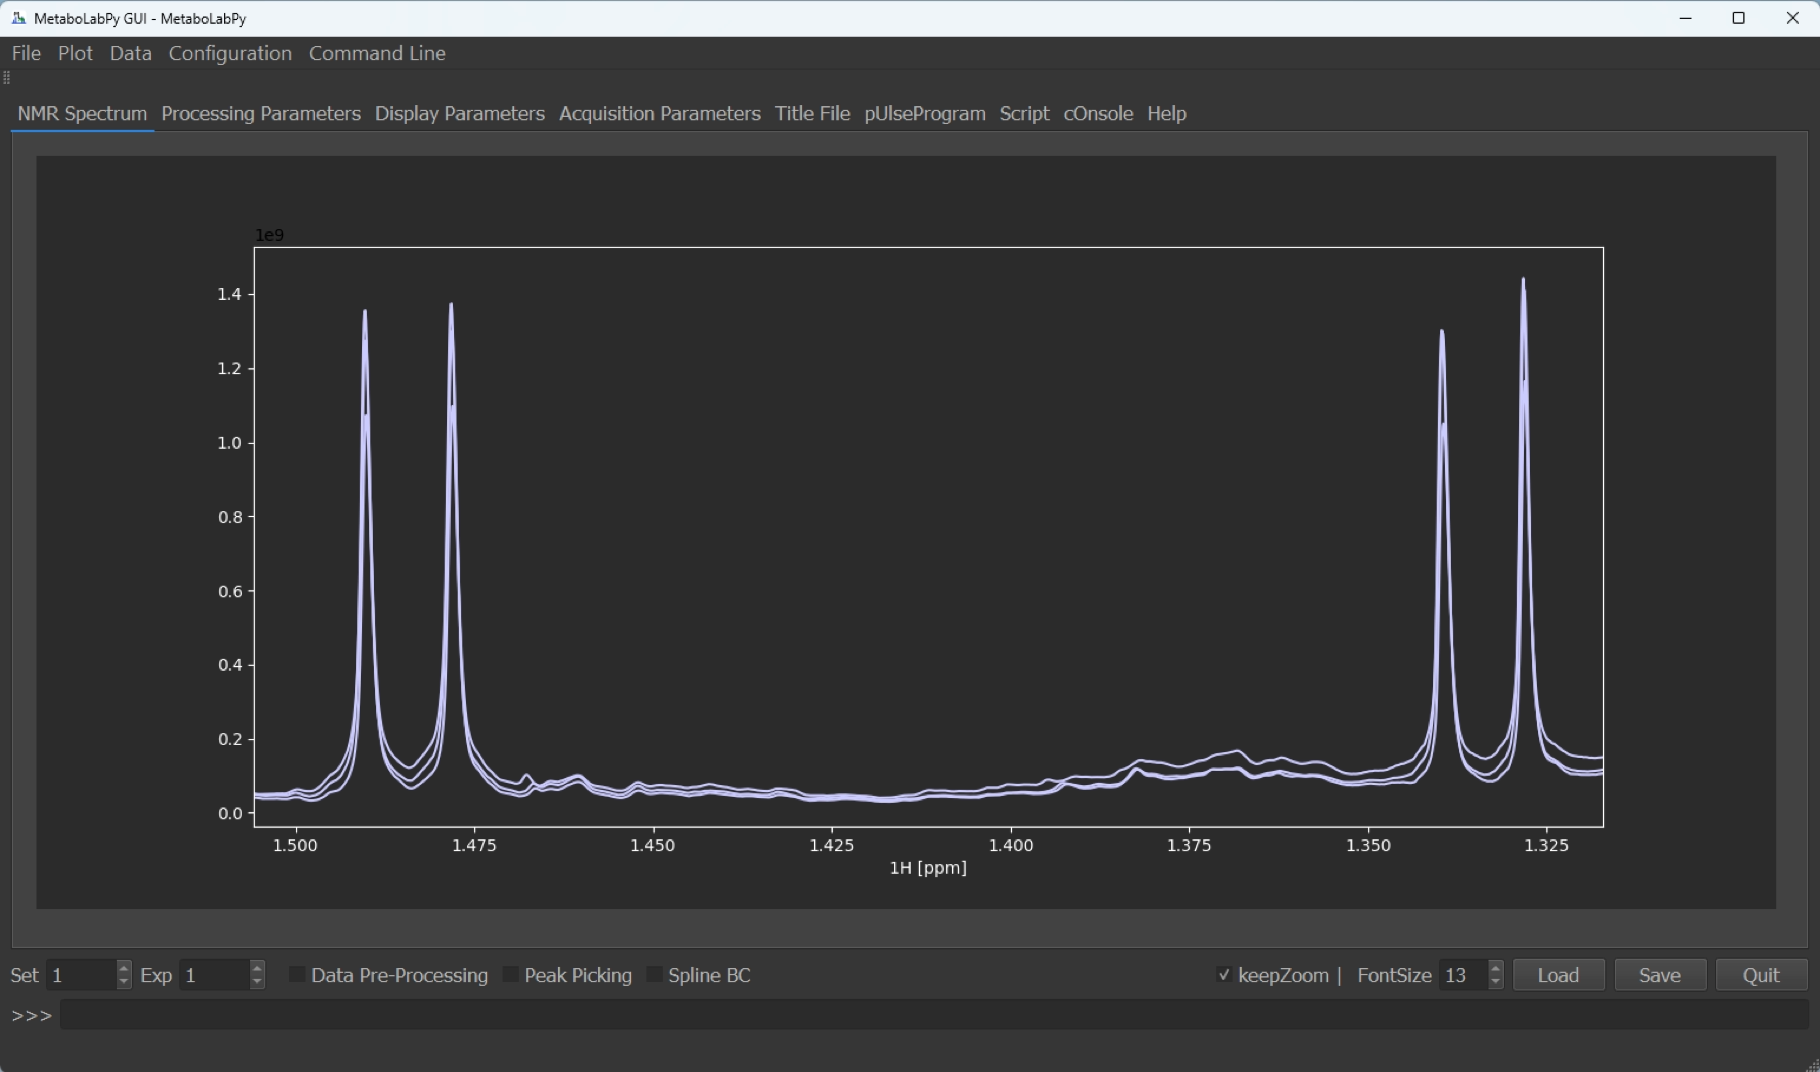 MetaboLabPy GUI - MetaboLabPy
File Plot Data Configuration Command Line
NMR Spectrum Processing Parameters Display Parameters Acquisition Parameters Title File pUlseProgram Script cOnsole Help
1e9
1.4
1.2
1.0
0.8
0.6
0.4
0.2
0.0
1.500 1.475 1.450 1.425 1.400 1.375 1.350 1.325
1H [ppm]
Set 1 Exp 1 Data Pre-Processing Peak Picking Spline BC keepZoom | FontSize 13 Load Save Quit
>>>